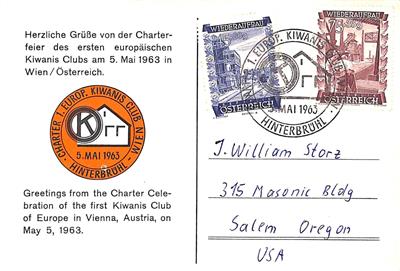 Herzliche Grüße von der Charter-
feier des ersten europäischen
Kiwanis Clubs am 5. Mai 1963 in
Wien/Österreich.
CHARTER 1. EUROP. KIWANIS CLUB WIEN
K
5. MAI 1963
HINTERBRÜHL
Greetings from the Charter Cele-
bration of the first Kiwanis Club
of Europe in Vienna, Austria, on
May 5, 1963.
WIEDERAUFBAU
ÖSTERREICH
WIEDERAUFBAU
ÖSTERREICH
1. EUROP. KIWANIS CLUB
K
5. MAI 1963
HINTERBRÜHL
J. William Storz
315 Masonic Bldg
Salem Oregon
USA